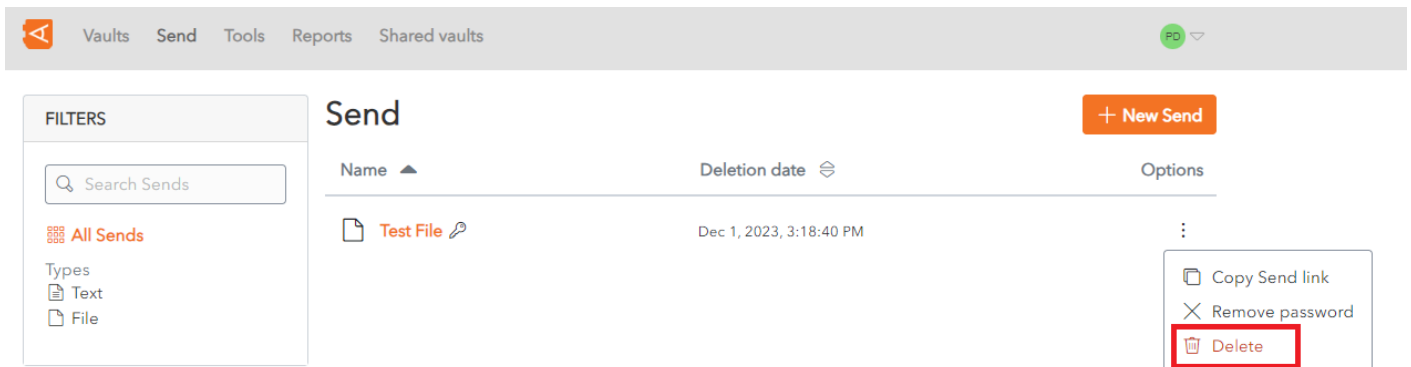 Vaults Send Tools Reports Shared vaults PD
FILTERS
Search Sends
All Sends
Types
Text
File
Send
+ New Send
Name Deletion date Options
Test File Dec 1, 2023, 3:18:40 PM
Copy Send link
Remove password
Delete